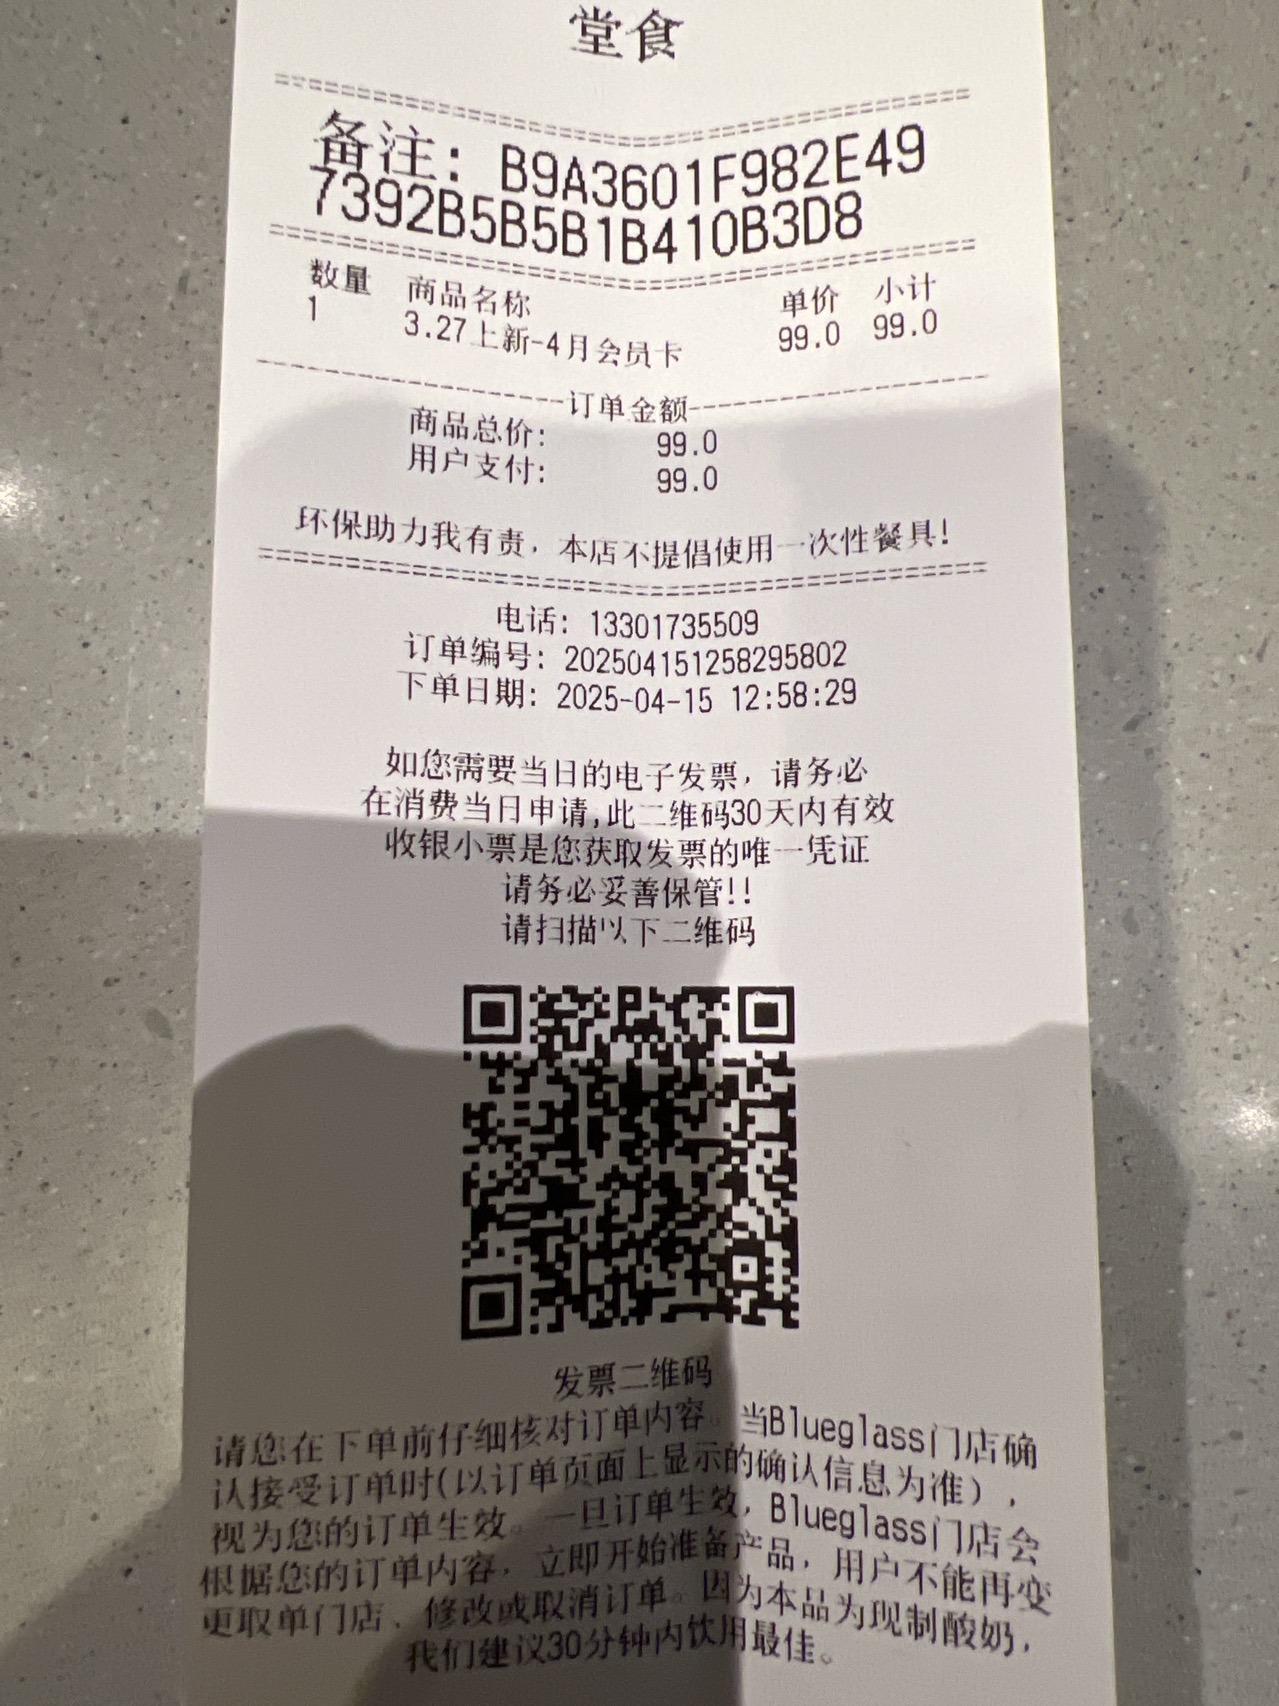 堂食
备注：B9A3601F982E49
7392B5B5B1B410B3D8
数量 商品名称 单价 小计
1 3.27上新-4月会员卡 99.0 99.0
订单金额
商品总价: 99.0
用户支付: 99.0
环保助力我有责，本店不提倡使用一次性餐具!
电话: 13301735509
订单编号: 202504151258295802
下单日期: 2025-04-15 12:58:29
如您需要当日的电子发票，请务必
在消费当日申请,此二维码30天内有效
收银小票是您获取发票的唯一凭证
请务必妥善保管!!
请扫描以下二维码
发票二维码
请您在下单前仔细核对订单内容。当Blueglass门店确
认接受订单时(以订单页面上显示的确认信息为准），
视为您的订单生效。一旦订单生效，Blueglass门店会
根据您的订单内容，立即开始准备产品，用户不能再变
更取单门店、修改或取消订单。因为本品为现制酸奶，
我们建议30分钟内饮用最佳。